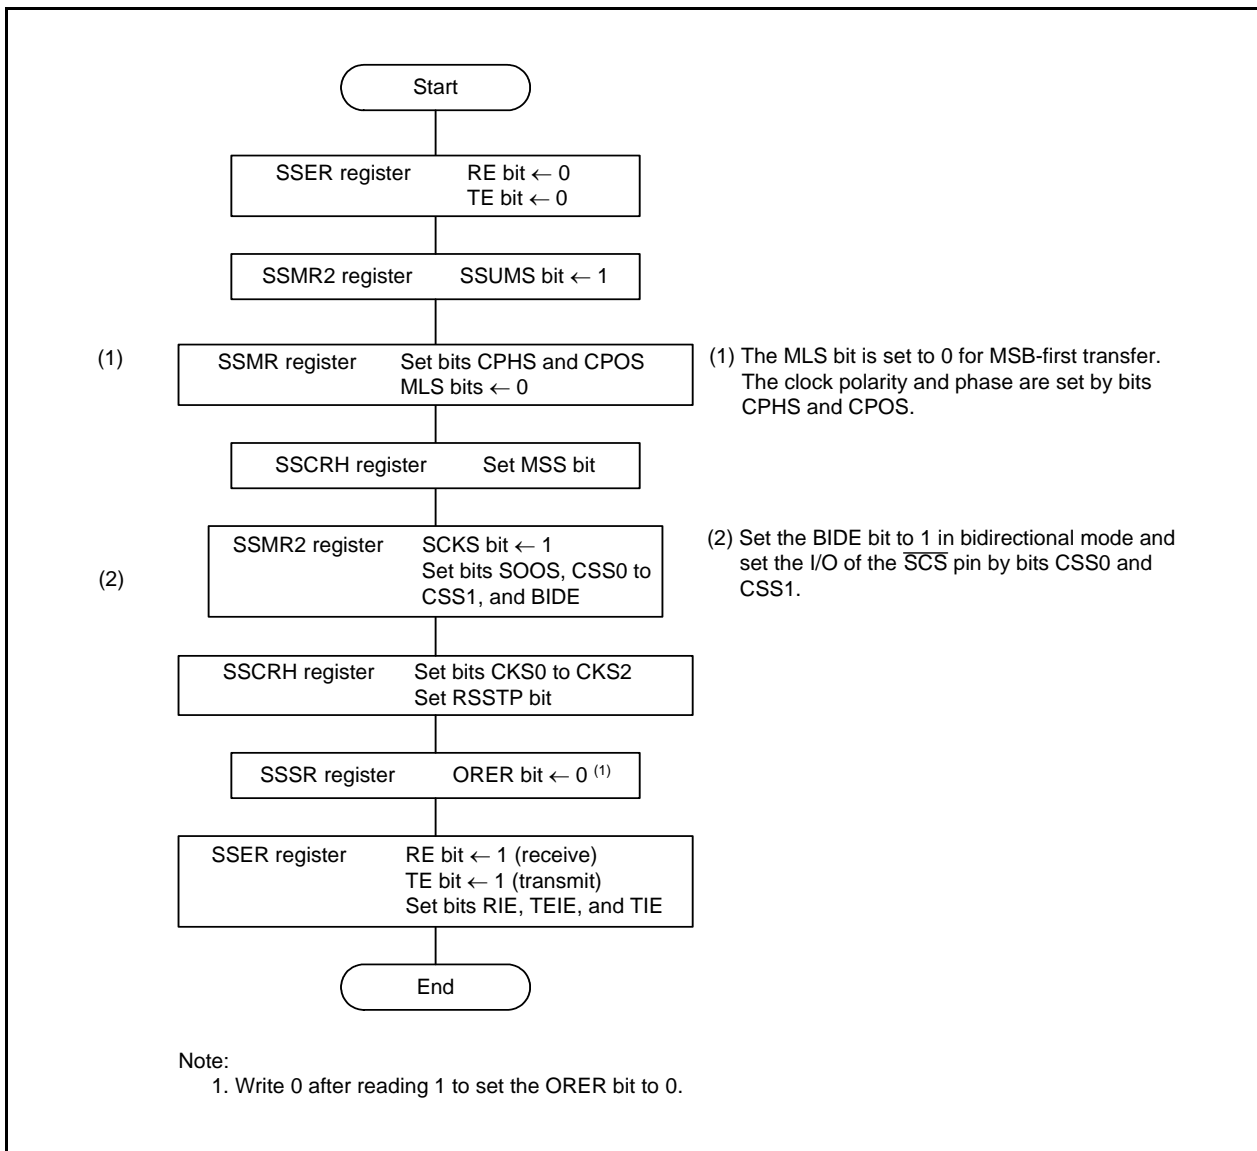 Start
SSER register RE bit ← 0
TE bit ← 0
SSMR2 register SSUMS bit ← 1
(1)
SSMR register Set bits CPHS and CPOS
MLS bits ← 0
(1) The MLS bit is set to 0 for MSB-first transfer.
The clock polarity and phase are set by bits
CPHS and CPOS.
SSCRH register Set MSS bit
(2)
SSMR2 register SCKS bit ← 1
Set bits SOOS, CSS0 to
CSS1, and BIDE
(2) Set the BIDE bit to 1 in bidirectional mode and
set the I/O of the S̅C̅S̅ pin by bits CSS0 and
CSS1.
SSCRH register Set bits CKS0 to CKS2
Set RSSTP bit
SSSR register ORER bit ← 0 (1)
SSER register RE bit ← 1 (receive)
TE bit ← 1 (transmit)
Set bits RIE, TEIE, and TIE
End
Note:
1. Write 0 after reading 1 to set the ORER bit to 0.